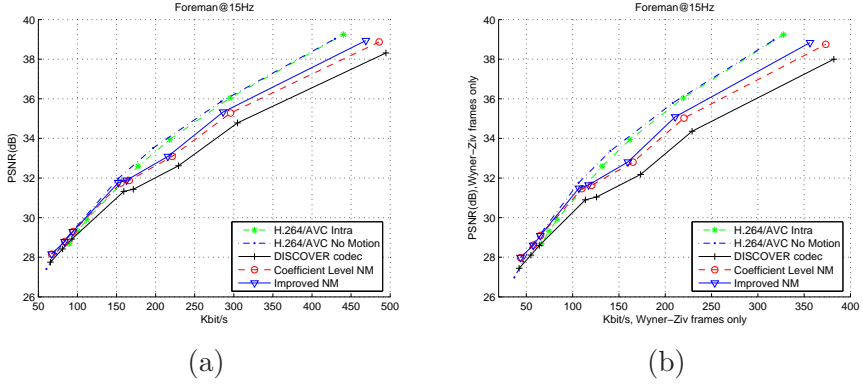 Foreman@15Hz
40
38
36
34
32
30
28
26
PSNR(dB)
0
50
100
150
200
250
300
350
400
450
500
Kbit/s
H.264/AVC Intra
H.264/AVC No Motion
DISCOVER codec
Coefficient Level NM
Improved NM
(a)
Foreman@15Hz
40
38
36
34
32
30
28
26
PSNR(dB),Wyner-Ziv frames only
0
50
100
150
200
250
300
350
400
Kbit/s, Wyner-Ziv frames only
H.264/AVC Intra
H.264/AVC No Motion
DISCOVER codec
Coefficient Level NM
Improved NM
(b)